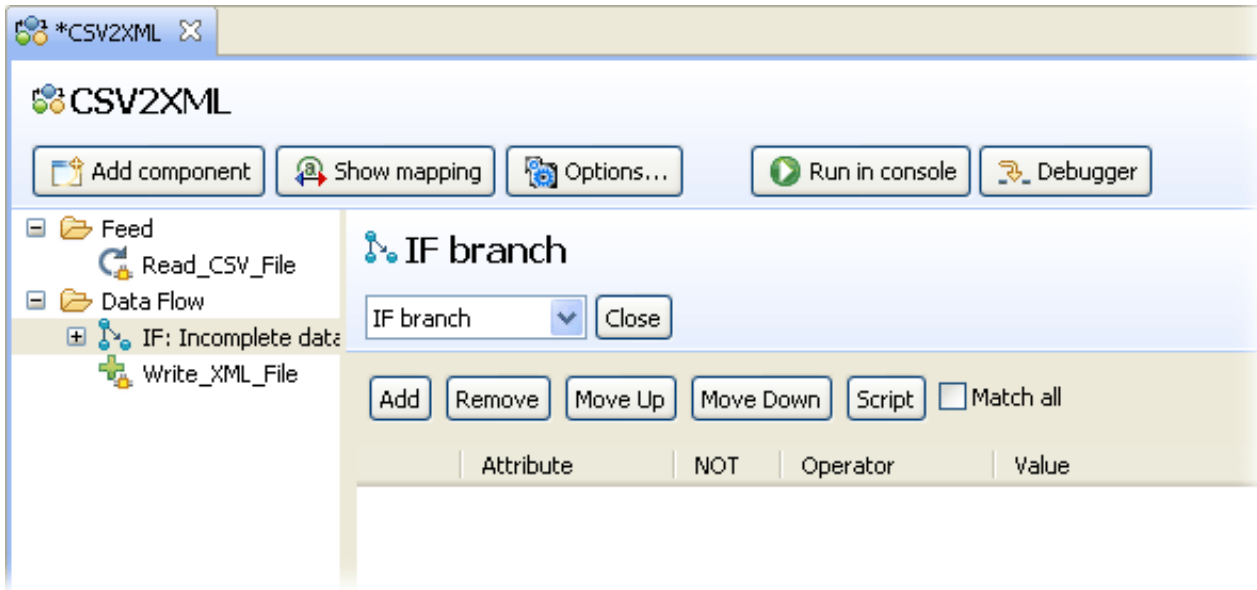 *CSV2XML
CSV2XML
Add component Show mapping Options... Run in console Debugger
Feed
Read_CSV_File
Data Flow
IF: Incomplete data
Write_XML_File
IF branch
IF branch Close
Add Remove Move Up Move Down Script Match all
Attribute NOT Operator Value